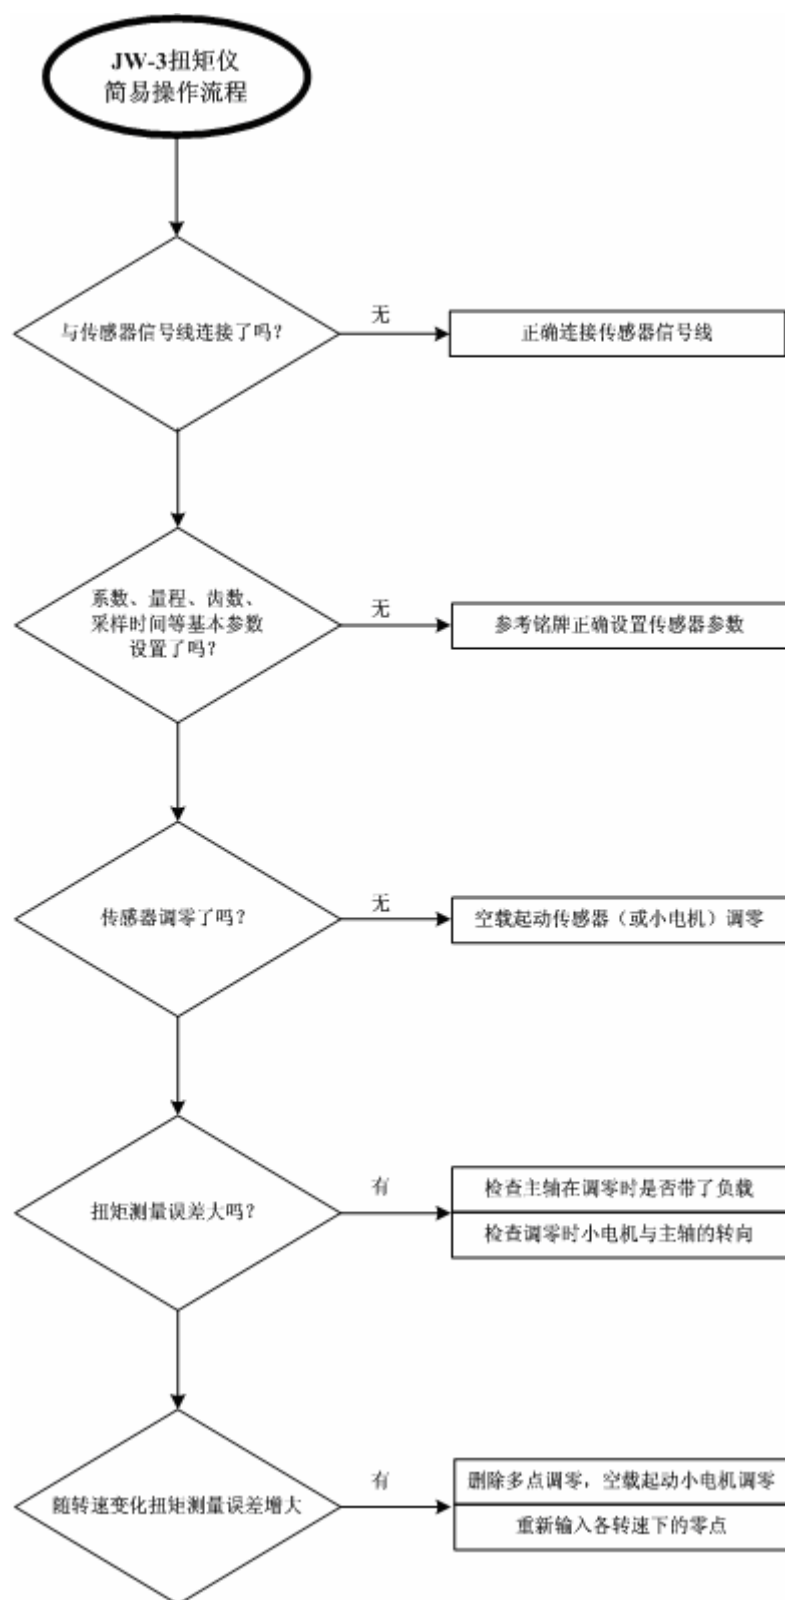 JW-3扭矩仪
简易操作流程
与传感器信号线连接了吗?
无
正确连接传感器信号线
系数、量程、齿数、
采样时间等基本参数
设置了吗?
无
参考铭牌正确设置传感器参数
传感器调零了吗?
无
空载起动传感器（或小电机）调零
扭矩测量误差大吗?
有
检查主轴在调零时是否带了负载
检查调零时小电机与主轴的转向
随转速变化扭矩测量误差增大
有
删除多点调零，空载起动小电机调零
重新输入各转速下的零点